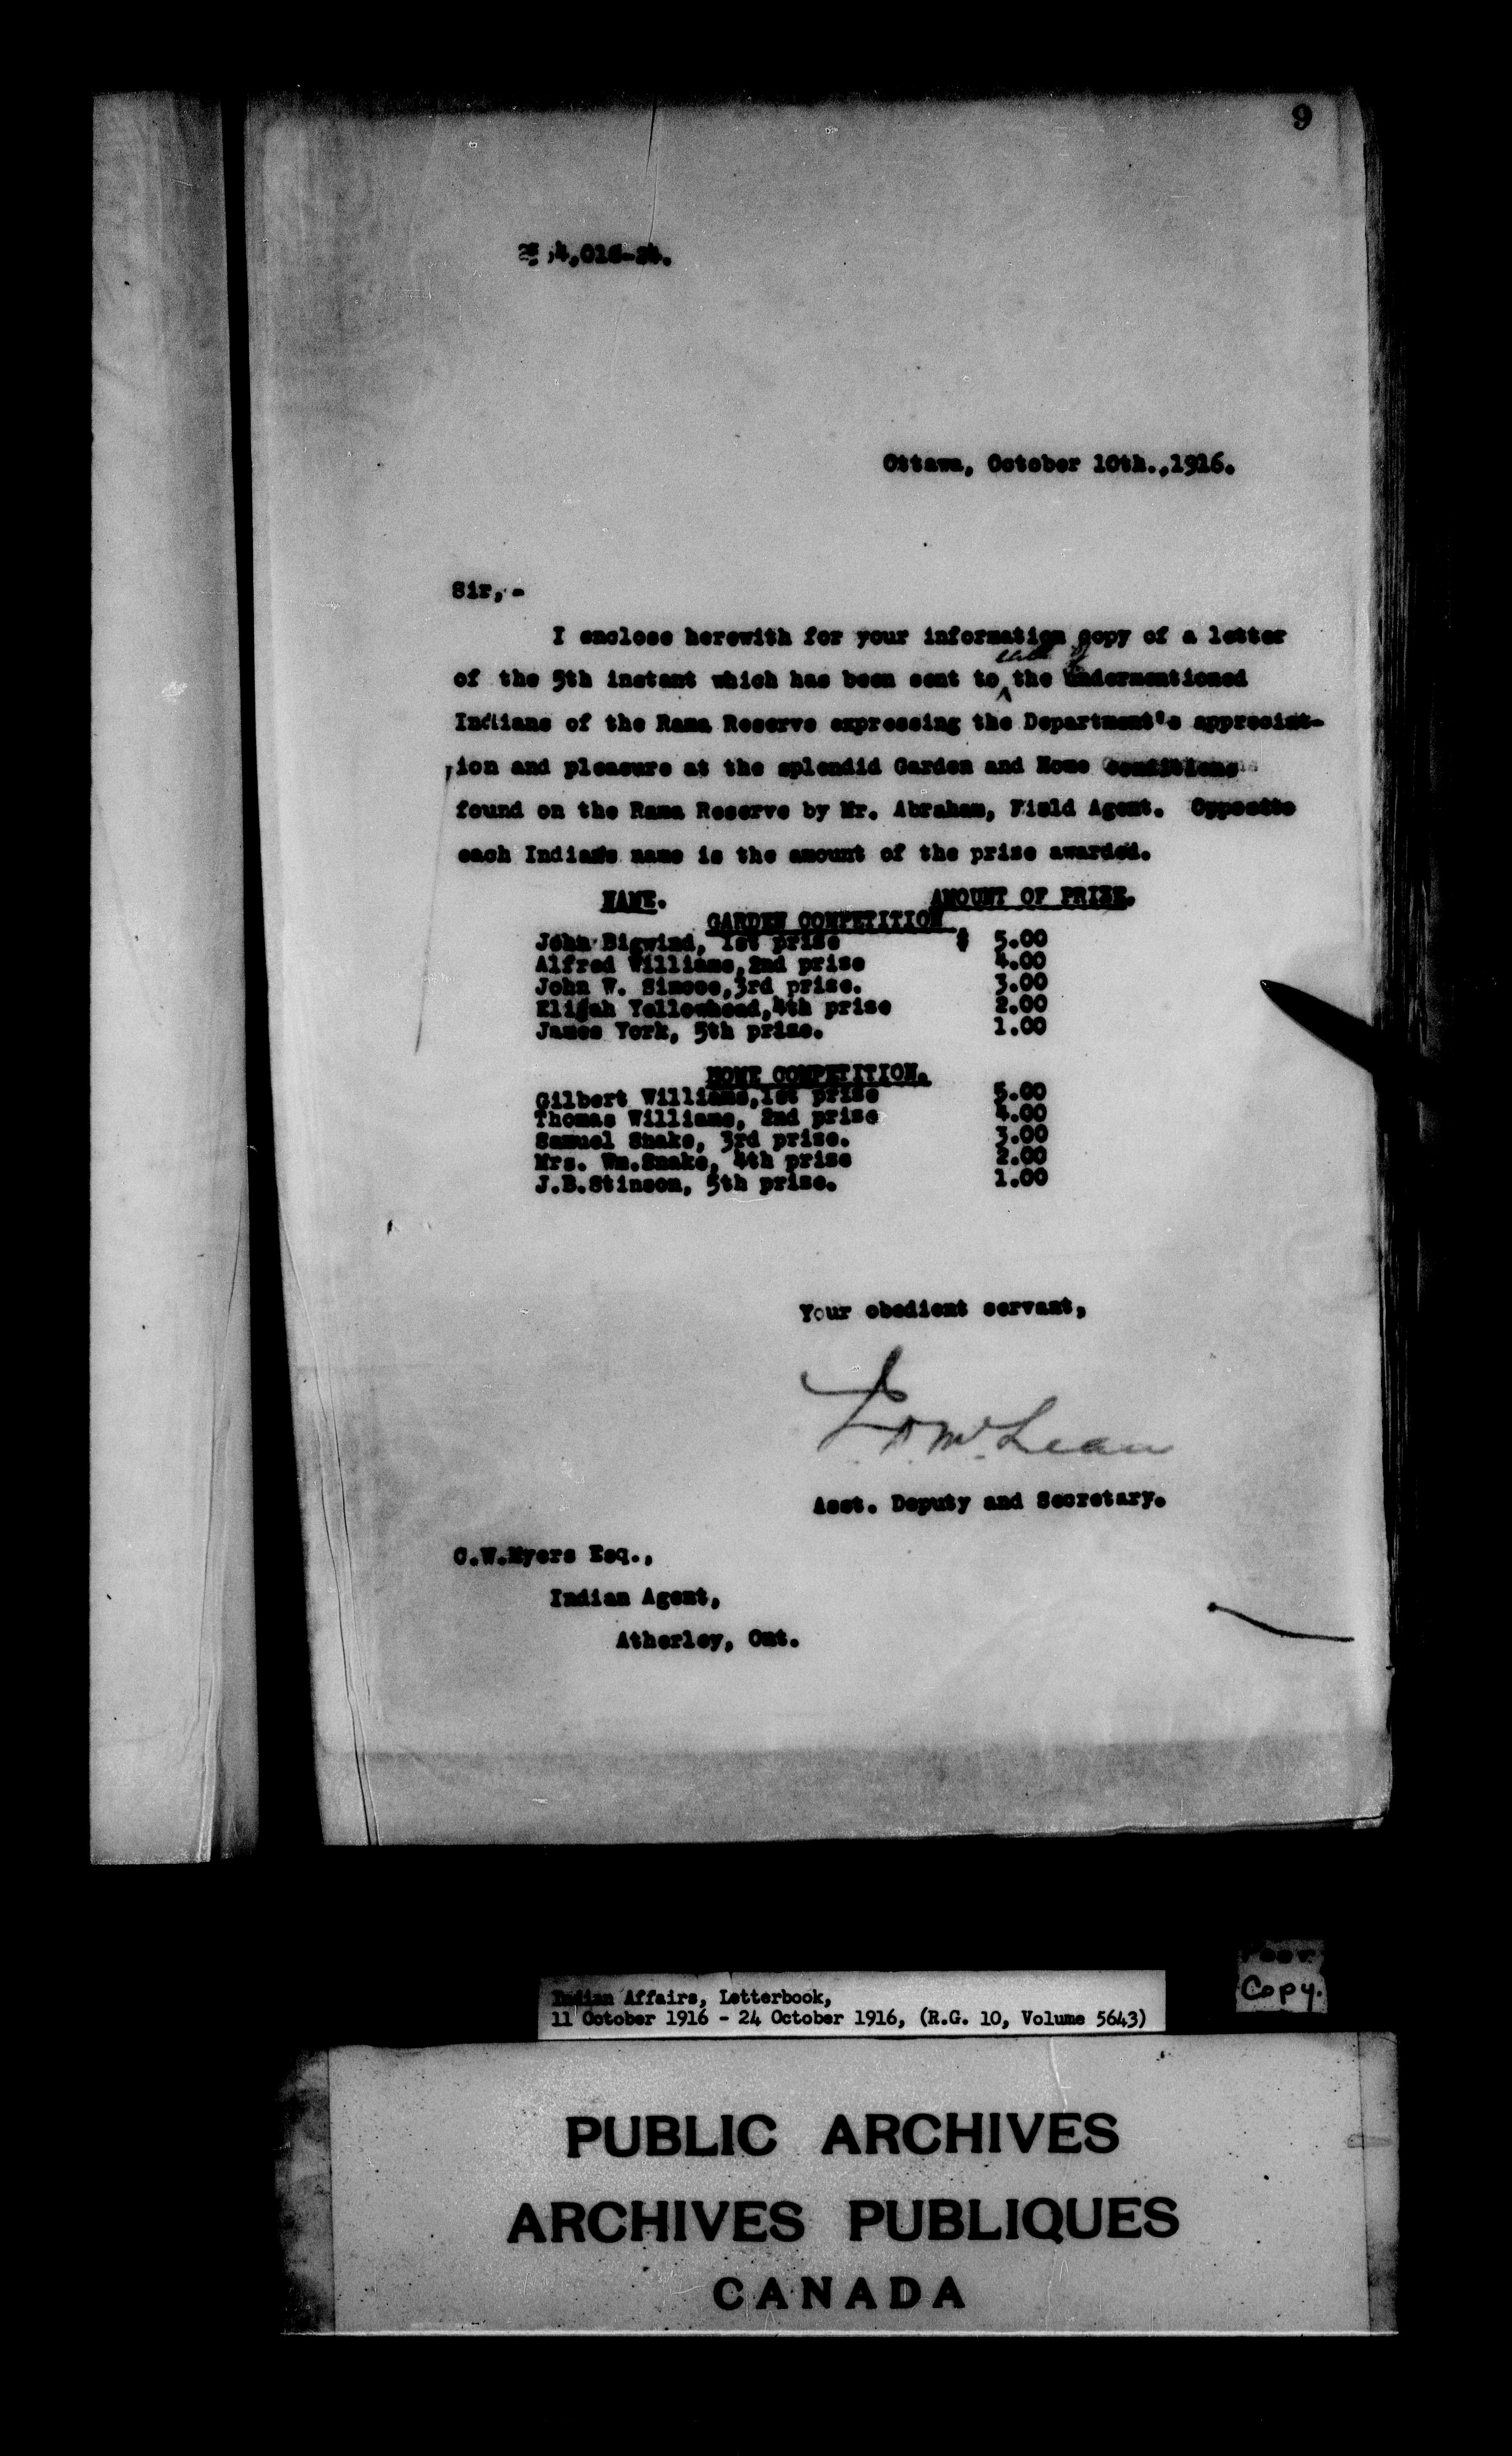 9
4,016-24.
Ottawa, October 10th.,1916.
Sir,-
I enclose herewith for your information copy of a letter
each of
of the 5th instant which has been sent to the undermentioned
Indians of the Rama Reserve expressing the Department's appreciat-
ion and pleasure at the splendid Garden and Home conditions
found on the Rama Reserve by Mr. Abraham, Field Agent. Opposite
each Indian's name is the amount of the prize awarded.
NAME. AMOUNT OF PRIZE.
GARDEN COMPETITION
John Bigwind, 1st prize $ 5.00
Alfred Williams,2nd prize 4.00
John W. Simcoe,3rd prize. 3.00
Elijah Yellowhead,4th prize 2.00
James York, 5th prize. 1.00
HOME COMPETITION.
Gilbert Williams,1st prize 5.00
Thomas Williams, 2nd prize 4.00
Samuel Snake, 3rd prize. 3.00
Mrs. Wm.Snake, 4th prize 2.00
J.B.Stinson, 5th prize. 1.00
Your obedient servant,
J. D. McLean
Asst. Deputy and Secretary.
C.W.Myers Esq.,
Indian Agent,
Atherley, Ont.
Poor
Copy.
Indian Affairs, Letterbook,
11 October 1916 - 24 October 1916, (R.G. 10, Volume 5643)
PUBLIC ARCHIVES
ARCHIVES PUBLIQUES
CANADA